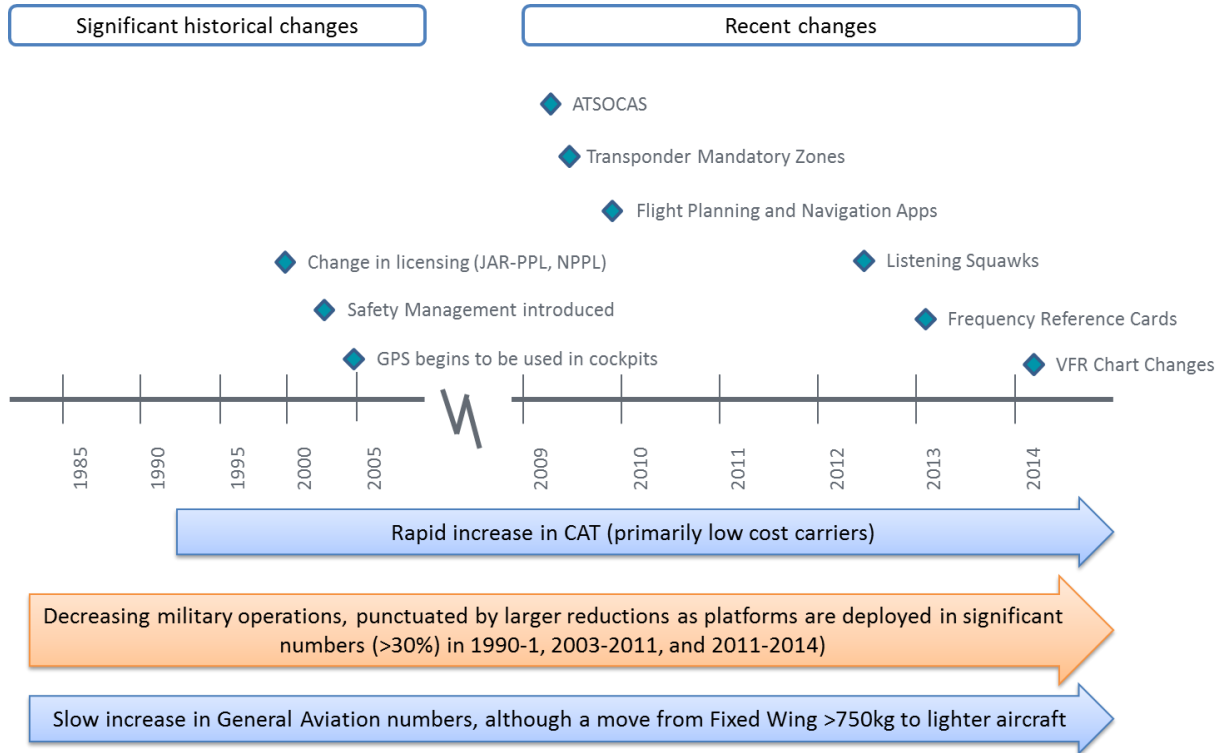 Significant historical changes
Recent changes
ATSOCAS
Transponder Mandatory Zones
Flight Planning and Navigation Apps
Change in licensing (JAR-PPL, NPPL)
Listening Squawks
Safety Management introduced
Frequency Reference Cards
GPS begins to be used in cockpits
VFR Chart Changes
1985
1990
1995
2000
2005
2009
2010
2011
2012
2013
2014
Rapid increase in CAT (primarily low cost carriers)
Decreasing military operations, punctuated by larger reductions as platforms are deployed in significant
numbers (>30%) in 1990-1, 2003-2011, and 2011-2014)
Slow increase in General Aviation numbers, although a move from Fixed Wing >750kg to lighter aircraft